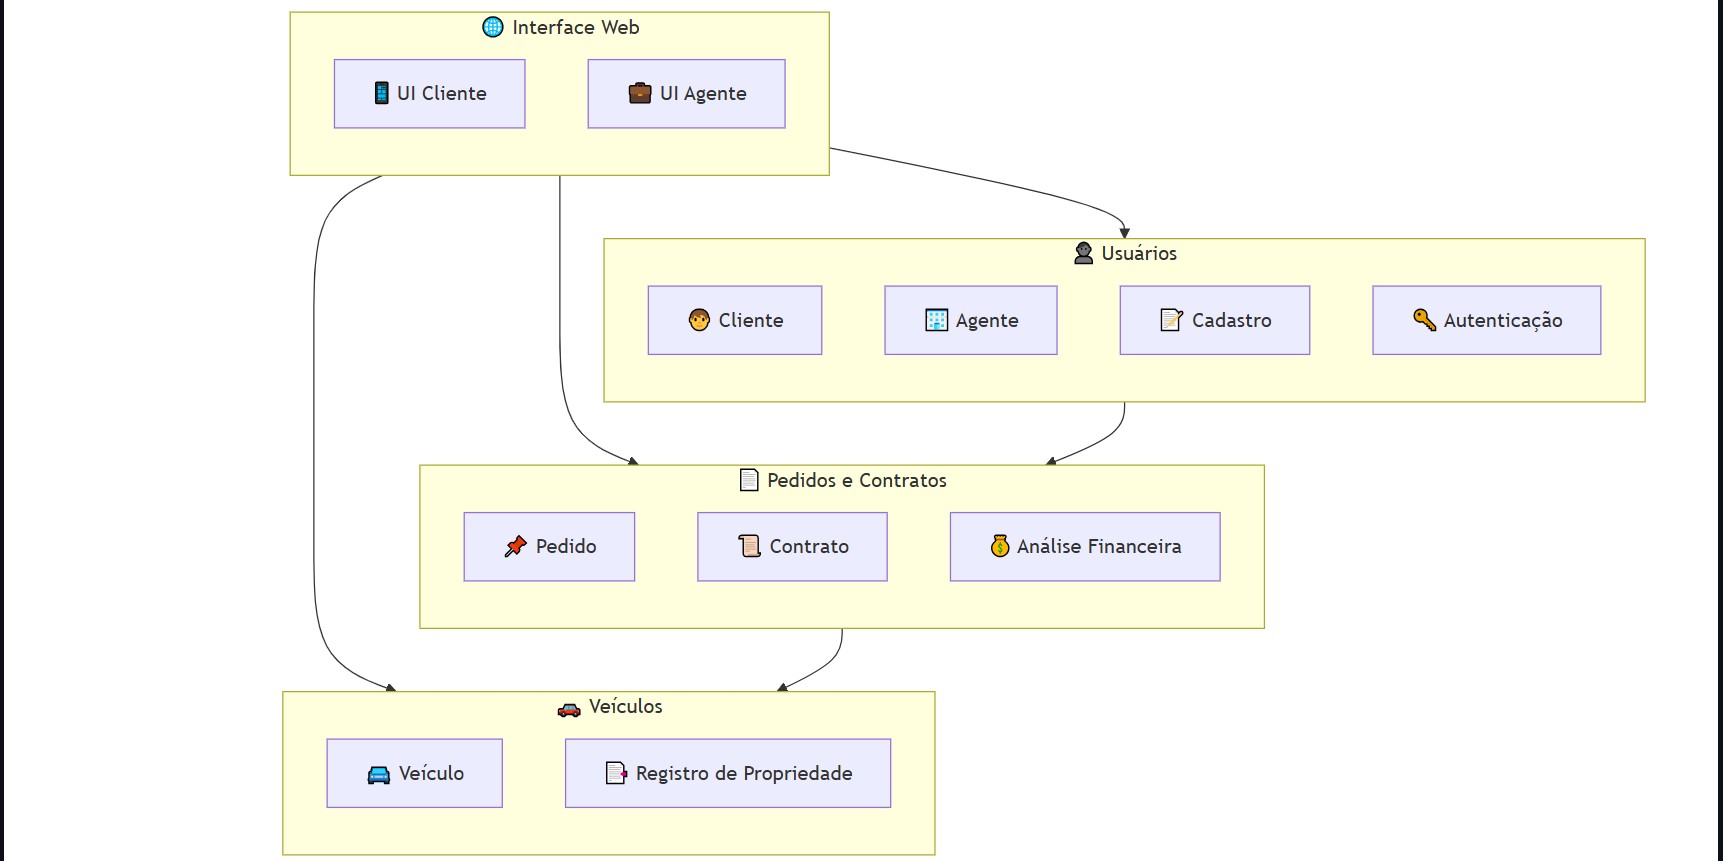 Interface Web
UI Cliente
UI Agente
Usuários
Cliente
Agente
Cadastro
Autenticação
Pedidos e Contratos
Pedido
Contrato
Análise Financeira
Veículos
Veículo
Registro de Propriedade